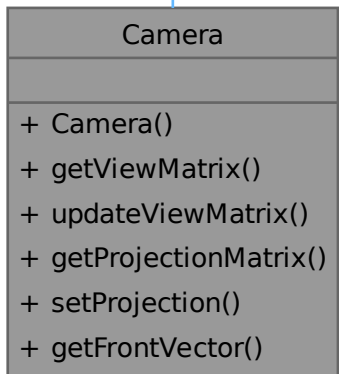 Camera
+ Camera()
+ getViewMatrix()
+ updateViewMatrix()
+ getProjectionMatrix()
+ setProjection()
+ getFrontVector()